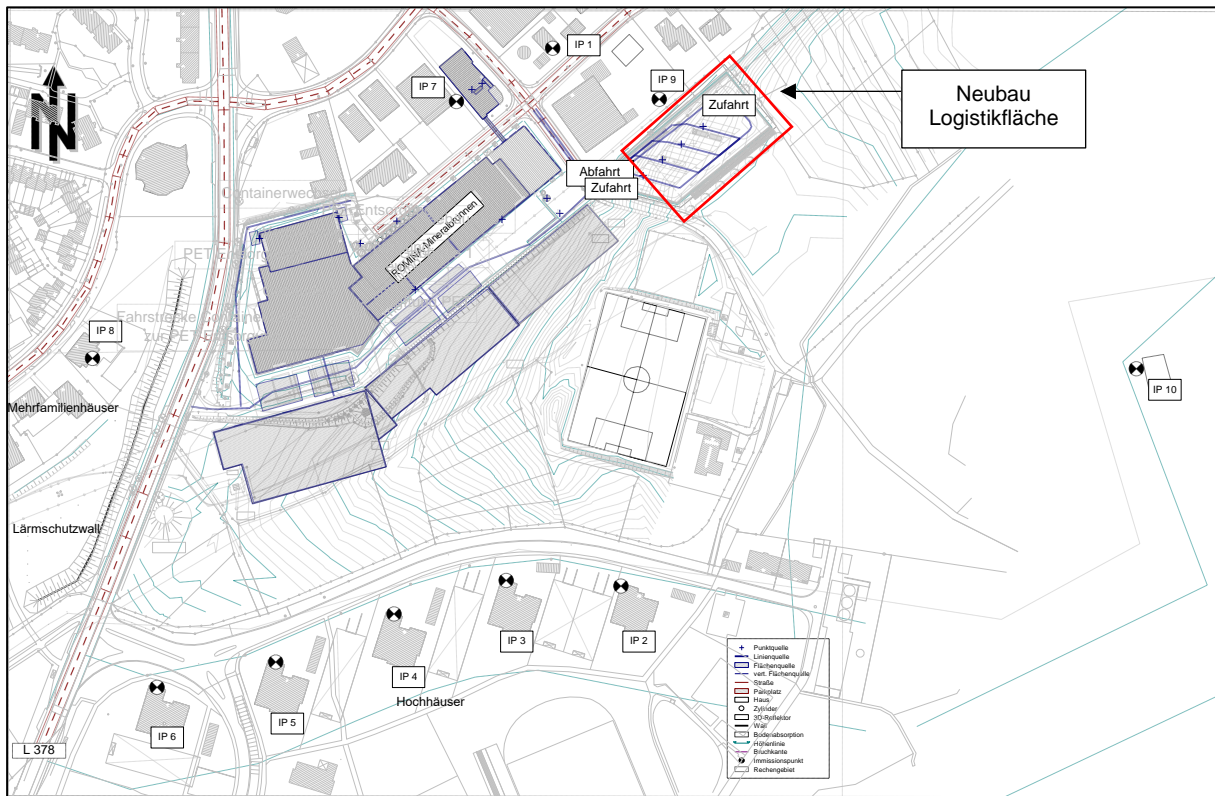 IP 1
IP 7
IP 9
Zufahrt
Neubau
Logistikfläche
N
Abfahrt
Zufahrt
Containerwechsel
ROMINA-Mineralbrunnen
Fahrstrecke Container
IP 8
IP 10
Mehrfamilienhäuser
Lärmschutzwall
IP 3
IP 2
IP 4
Hochhäuser
IP 5
IP 6
L 378
Punktquelle
Linienquelle
Flächenquelle
vert. Flächenquelle
Straße
Parkplatz
Haus
Zylinder
3D-Reflektor
Wall
Bodenabsorption
Höhenlinie
Bruchkante
Immissionspunkt
Rechengebiet